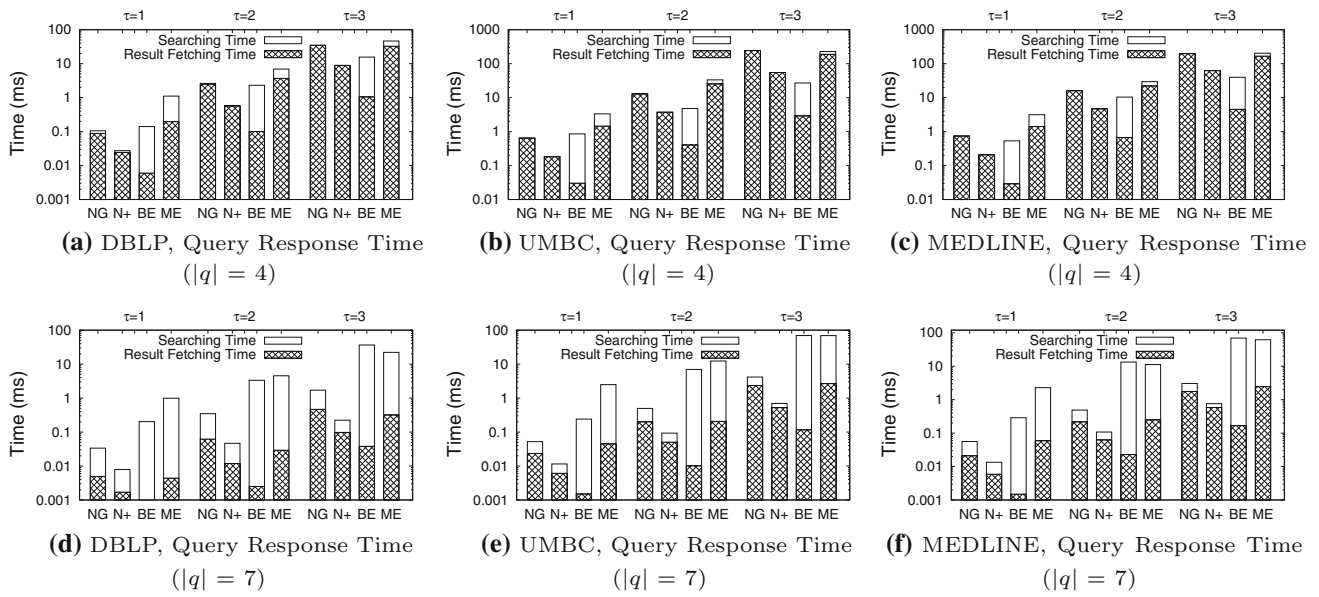 τ=1 τ=2 τ=3
100
10
1
0.1
0.01
0.001
Time (ms)
Searching Time
Result Fetching Time
NG N+ BE ME NG N+ BE ME NG N+ BE ME
(a) DBLP, Query Response Time
(|q| = 4)
τ=1 τ=2 τ=3
1000
100
10
1
0.1
0.01
Time (ms)
Searching Time
Result Fetching Time
NG N+ BE ME NG N+ BE ME NG N+ BE ME
(b) UMBC, Query Response Time
(|q| = 4)
τ=1 τ=2 τ=3
1000
100
10
1
0.1
0.01
Time (ms)
Searching Time
Result Fetching Time
NG N+ BE ME NG N+ BE ME NG N+ BE ME
(c) MEDLINE, Query Response Time
(|q| = 4)
τ=1 τ=2 τ=3
100
10
1
0.1
0.01
0.001
Time (ms)
Searching Time
Result Fetching Time
NG N+ BE ME NG N+ BE ME NG N+ BE ME
(d) DBLP, Query Response Time
(|q| = 7)
τ=1 τ=2 τ=3
100
10
1
0.1
0.01
0.001
Time (ms)
Searching Time
Result Fetching Time
NG N+ BE ME NG N+ BE ME NG N+ BE ME
(e) UMBC, Query Response Time
(|q| = 7)
τ=1 τ=2 τ=3
100
10
1
0.1
0.01
0.001
Time (ms)
Searching Time
Result Fetching Time
NG N+ BE ME NG N+ BE ME NG N+ BE ME
(f) MEDLINE, Query Response Time
(|q| = 7)